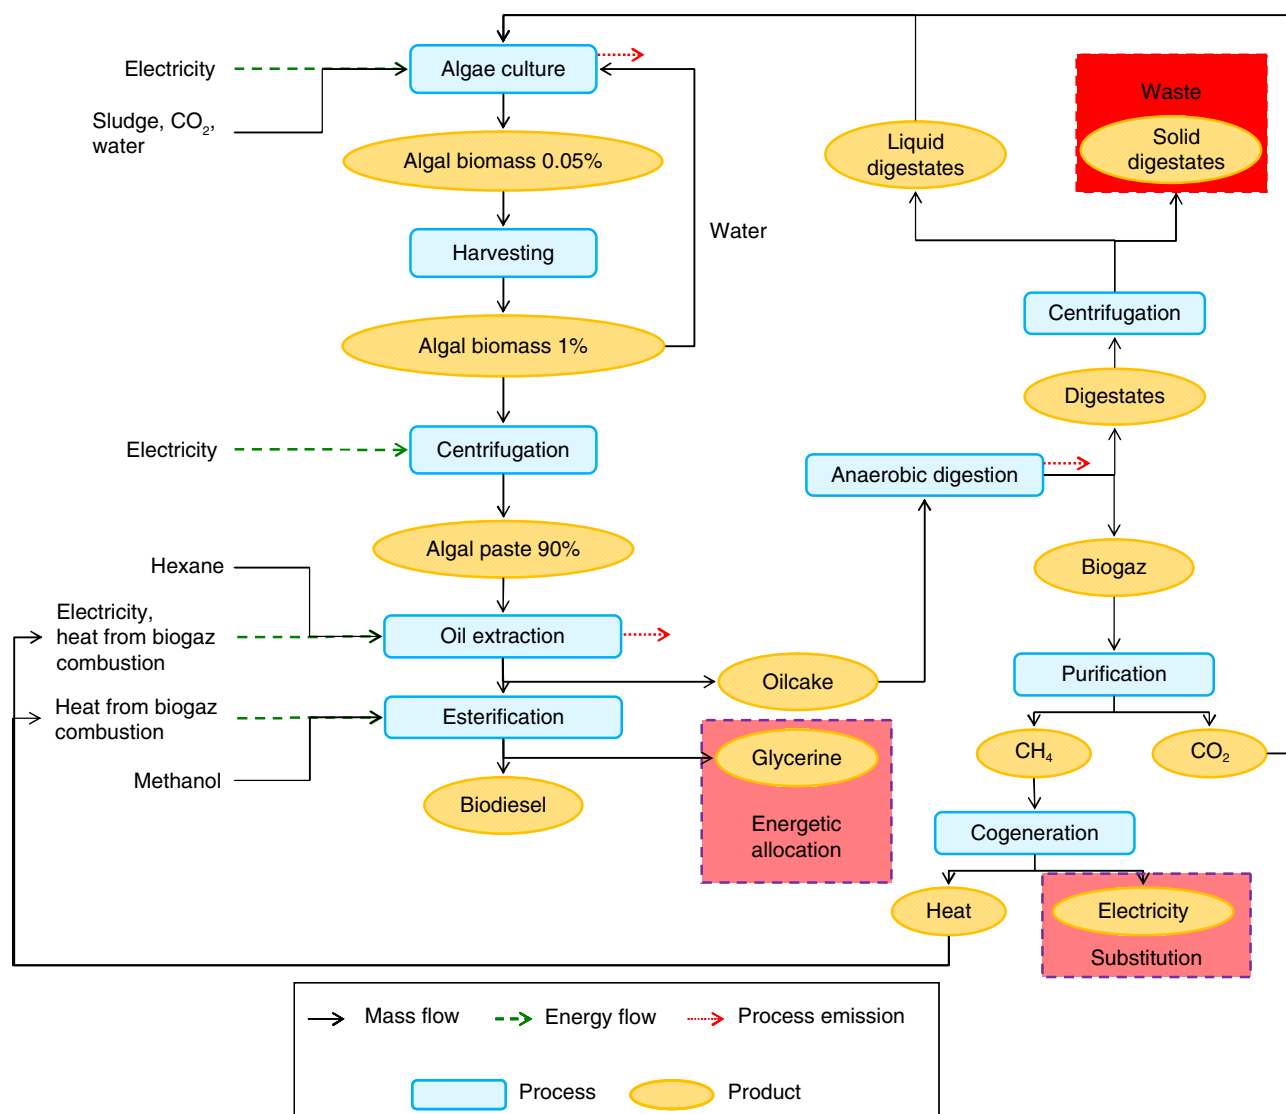 Electricity
Algae culture
Sludge, CO2,
water
Algal biomass 0.05%
Harvesting
Water
Algal biomass 1%
Electricity
Centrifugation
Algal paste 90%
Hexane
Electricity,
heat from biogaz
combustion
Oil extraction
Heat from biogaz
combustion
Esterification
Methanol
Biodiesel
Oilcake
Glycerine
Energetic
allocation
Liquid
digestates
Waste
Solid
digestates
Centrifugation
Digestates
Anaerobic digestion
Biogaz
Purification
CH4
CO2
Cogeneration
Heat
Electricity
Substitution
Mass flow
Energy flow
Process emission
Process
Product